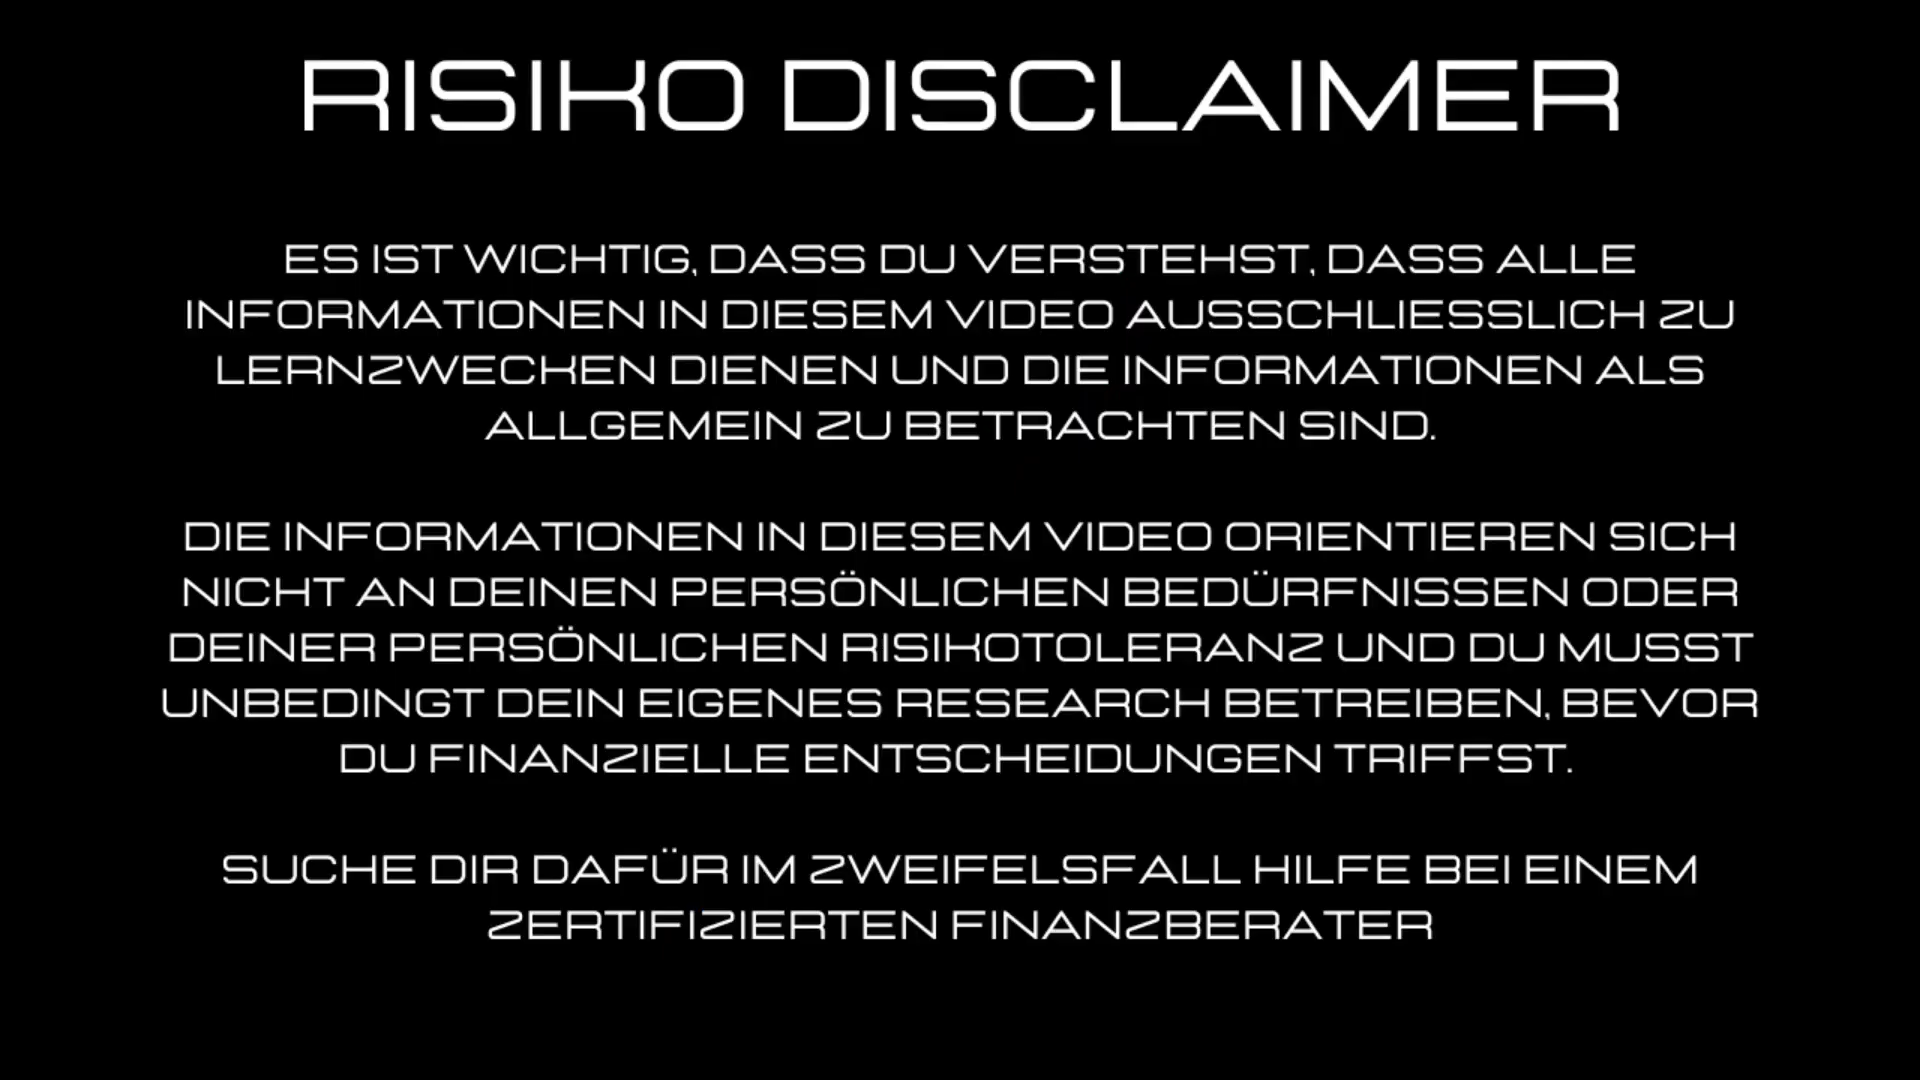 RISIKO DISCLAIMER
ES IST WICHTIG, DASS DU VERSTEHST, DASS ALLE
INFORMATIONEN IN DIESEM VIDEO AUSSCHLIESSLICH ZU
LERNZWECKEN DIENEN UND DIE INFORMATIONEN ALS
ALLGEMEIN ZU BETRACHTEN SIND.
DIE INFORMATIONEN IN DIESEM VIDEO ORIENTIEREN SICH
NICHT AN DEINEN PERSÖNLICHEN BEDÜRFNISSEN ODER
DEINER PERSÖNLICHEN RISIKOTOLERANZ UND DU MUSST
UNBEDINGT DEIN EIGENES RESEARCH BETREIBEN, BEVOR
DU FINANZIELLE ENTSCHEIDUNGEN TRIFFST.
SUCHE DIR DAFÜR IM ZWEIFELSFALL HILFE BEI EINEM
ZERTIFIZIERTEN FINANZBERATER